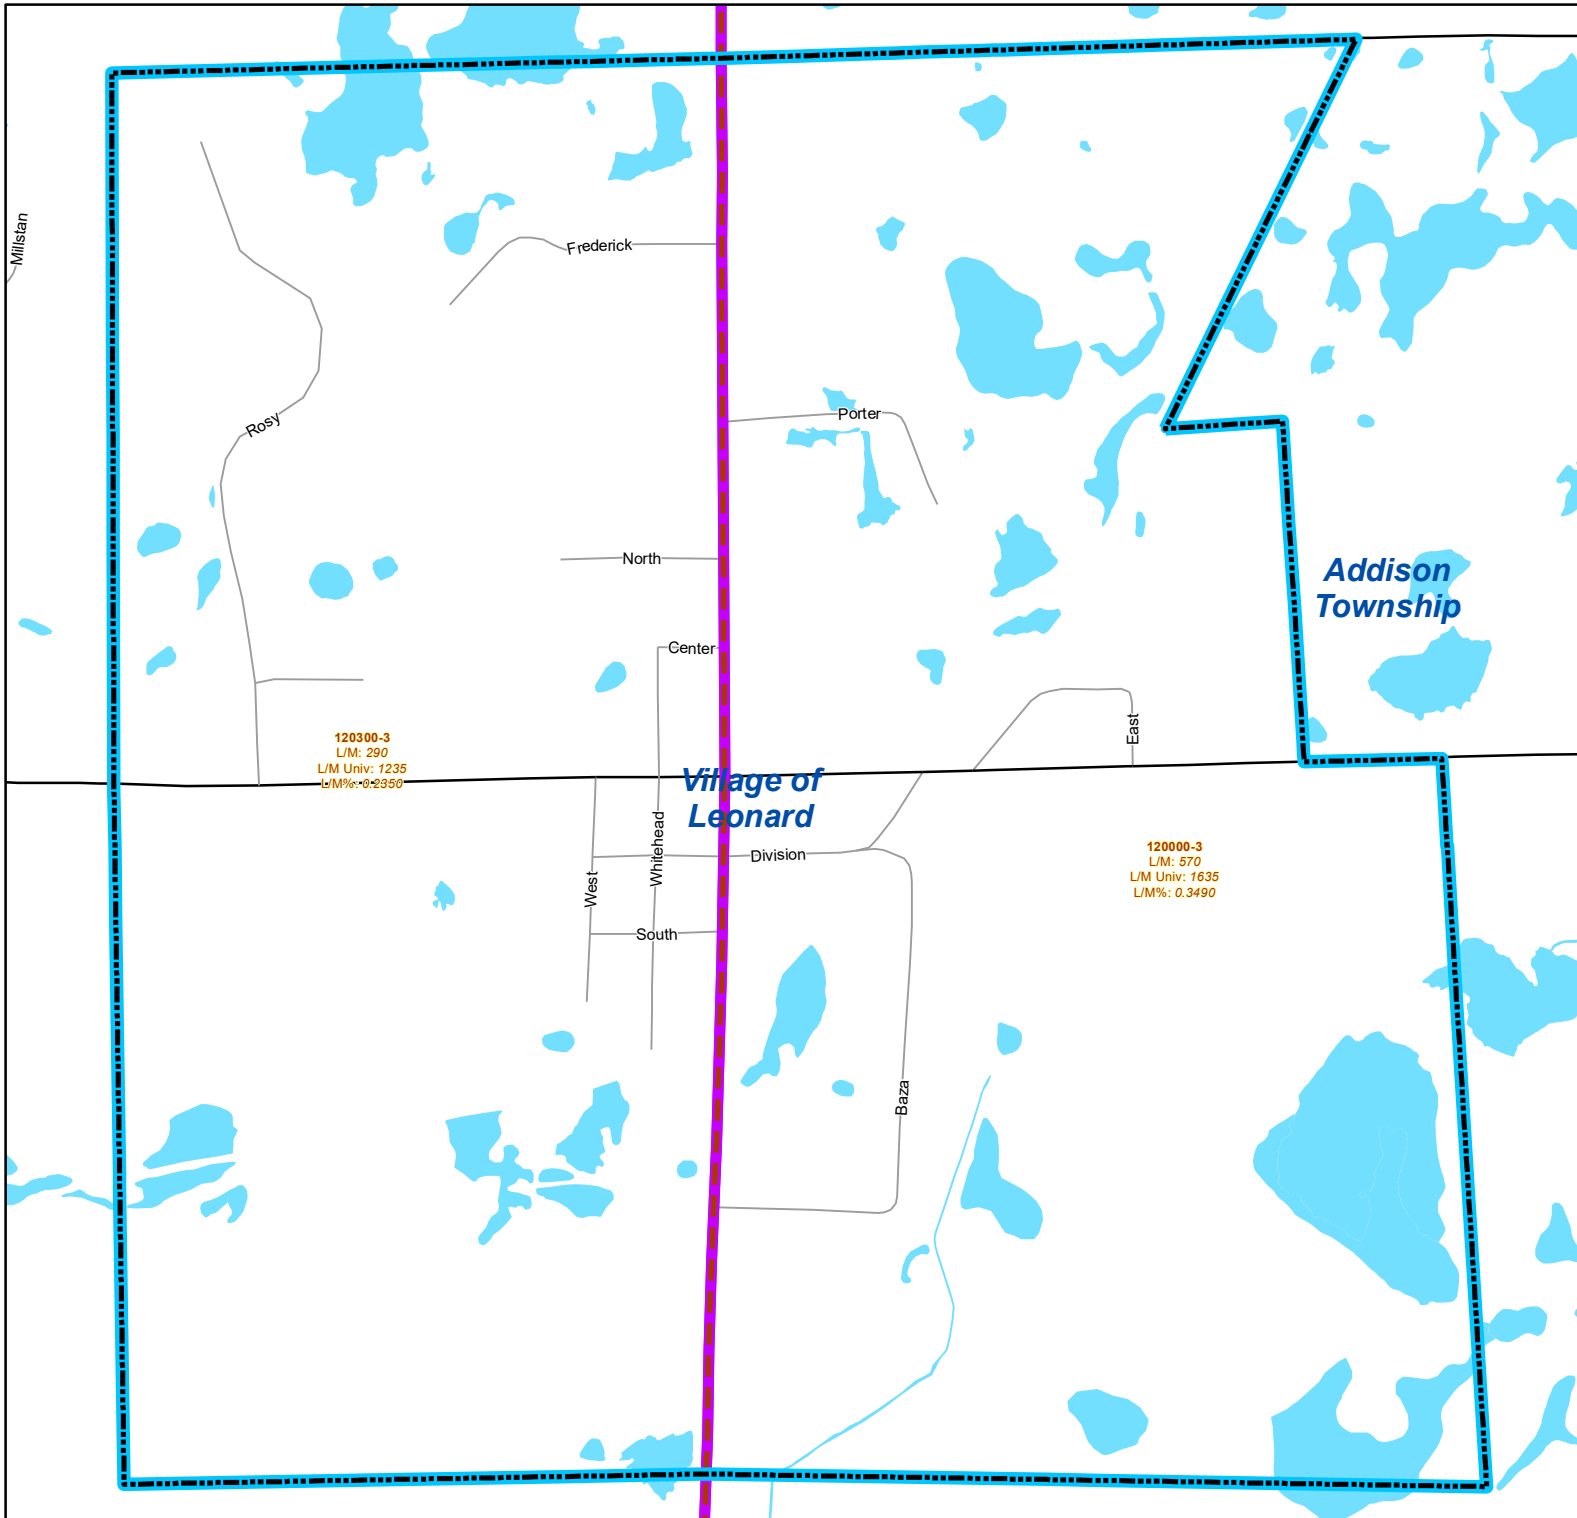 Millstan
Frederick
Rosy
Porter
North
Addison
Township
Center
East
120300-3
L/M: 290
L/M Univ: 1235
L/M%: 0.2350
Village of
Leonard
Whitehead
Division
West
120000-3
L/M: 570
L/M Univ: 1635
L/M%: 0.3490
South
Baza